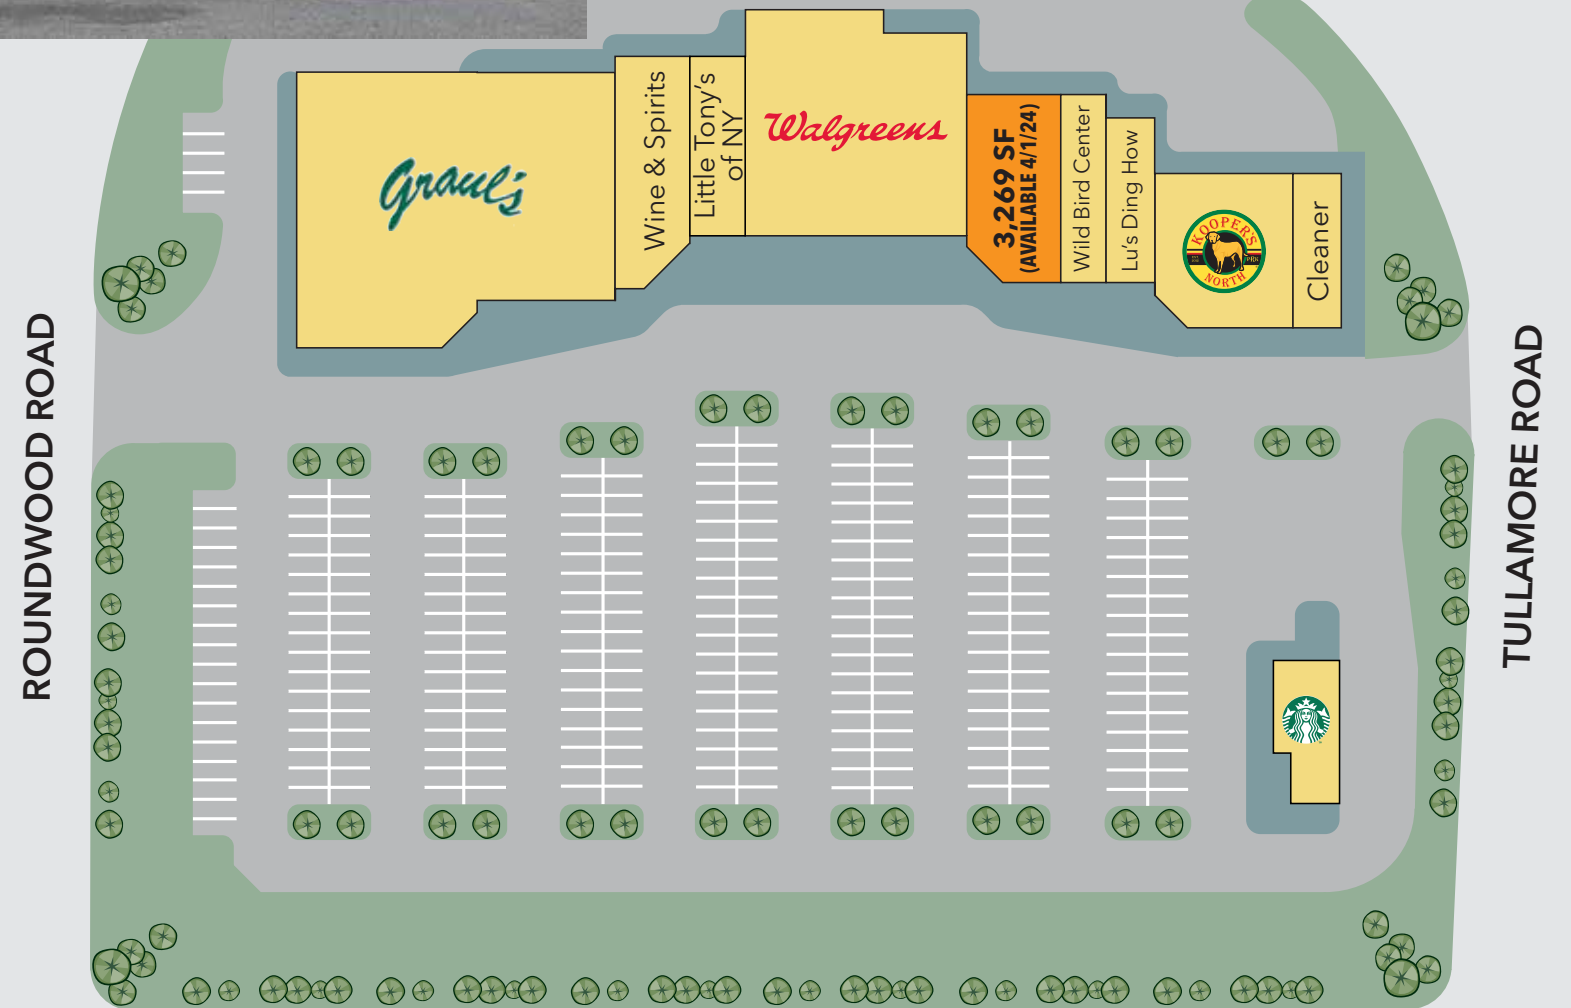 Graul's
Wine & Spirits
Little Tony's
of NY
Walgreens
3,269 SF
(AVAILABLE 4/1/24)
Wild Bird Center
Lu's Ding How
KOOPER'S
NORTH
Cleaner
ROUNDWOOD ROAD
TULLAMORE ROAD